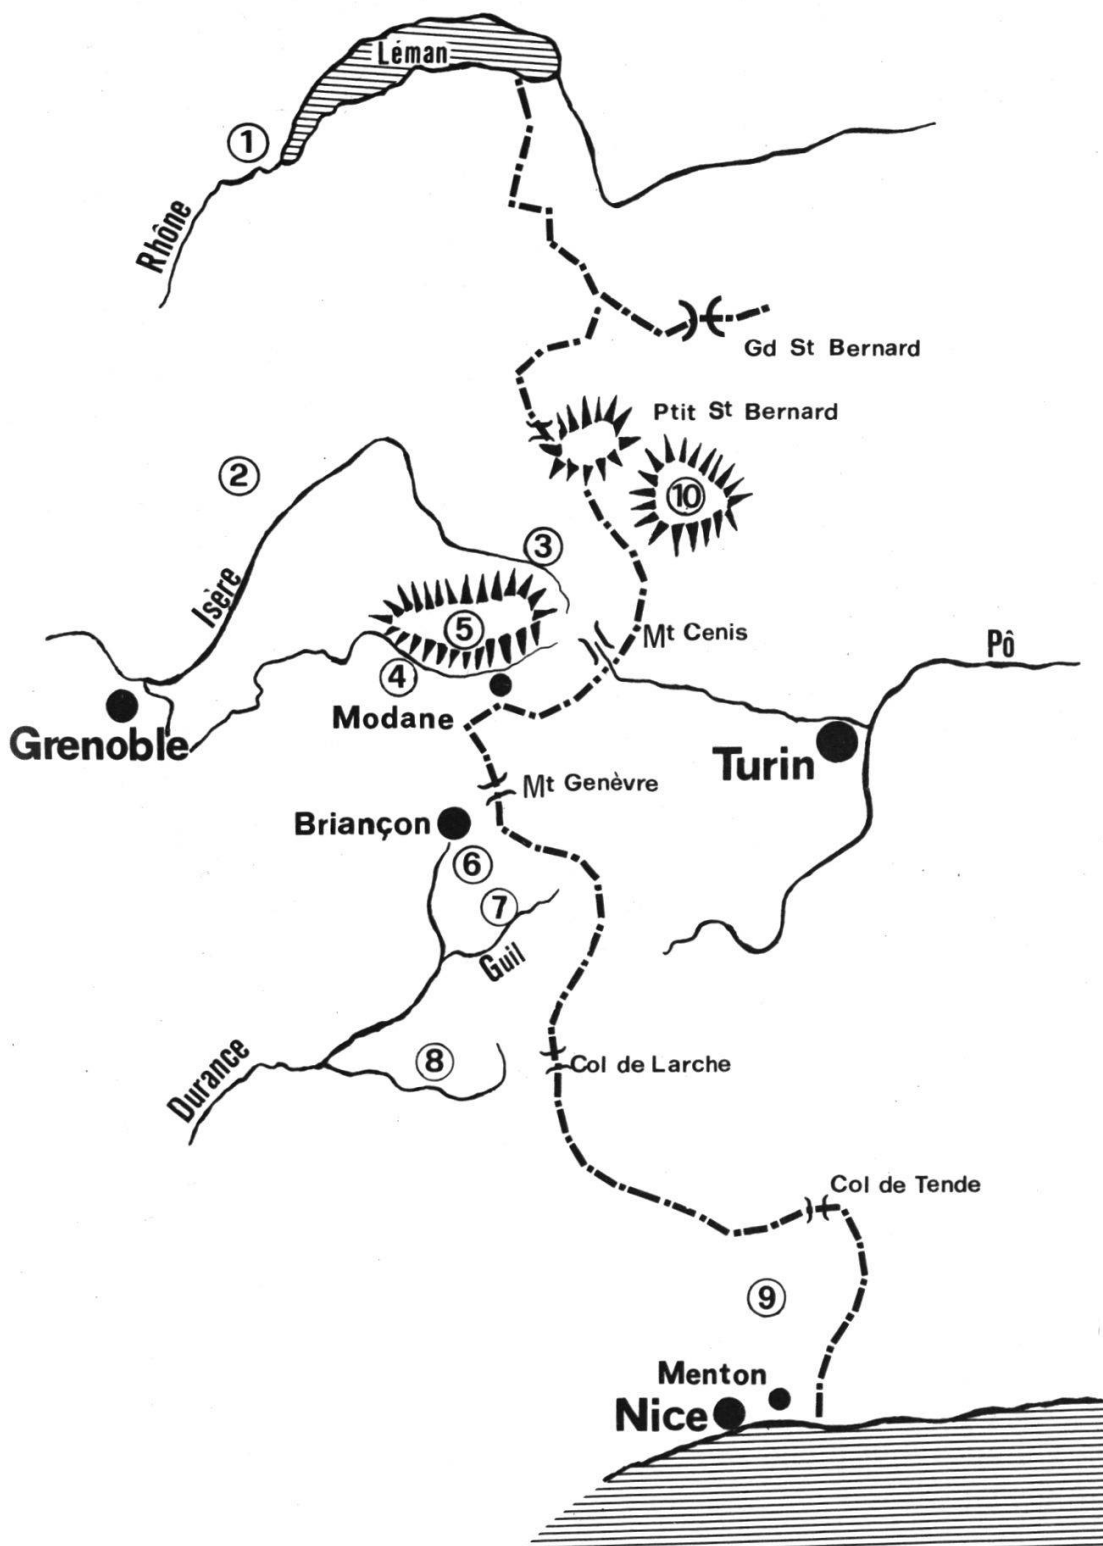 Léman
1
Rhône
Gd St Bernard
Ptit St Bernard
2
10
3
Isère
5
Mt Cenis
Pô
4
Modane
Grenoble
Turin
Mt Genèvre
Briançon
6
7
Guil
8
Col de Larche
Durance
Col de Tende
9
Menton
Nice